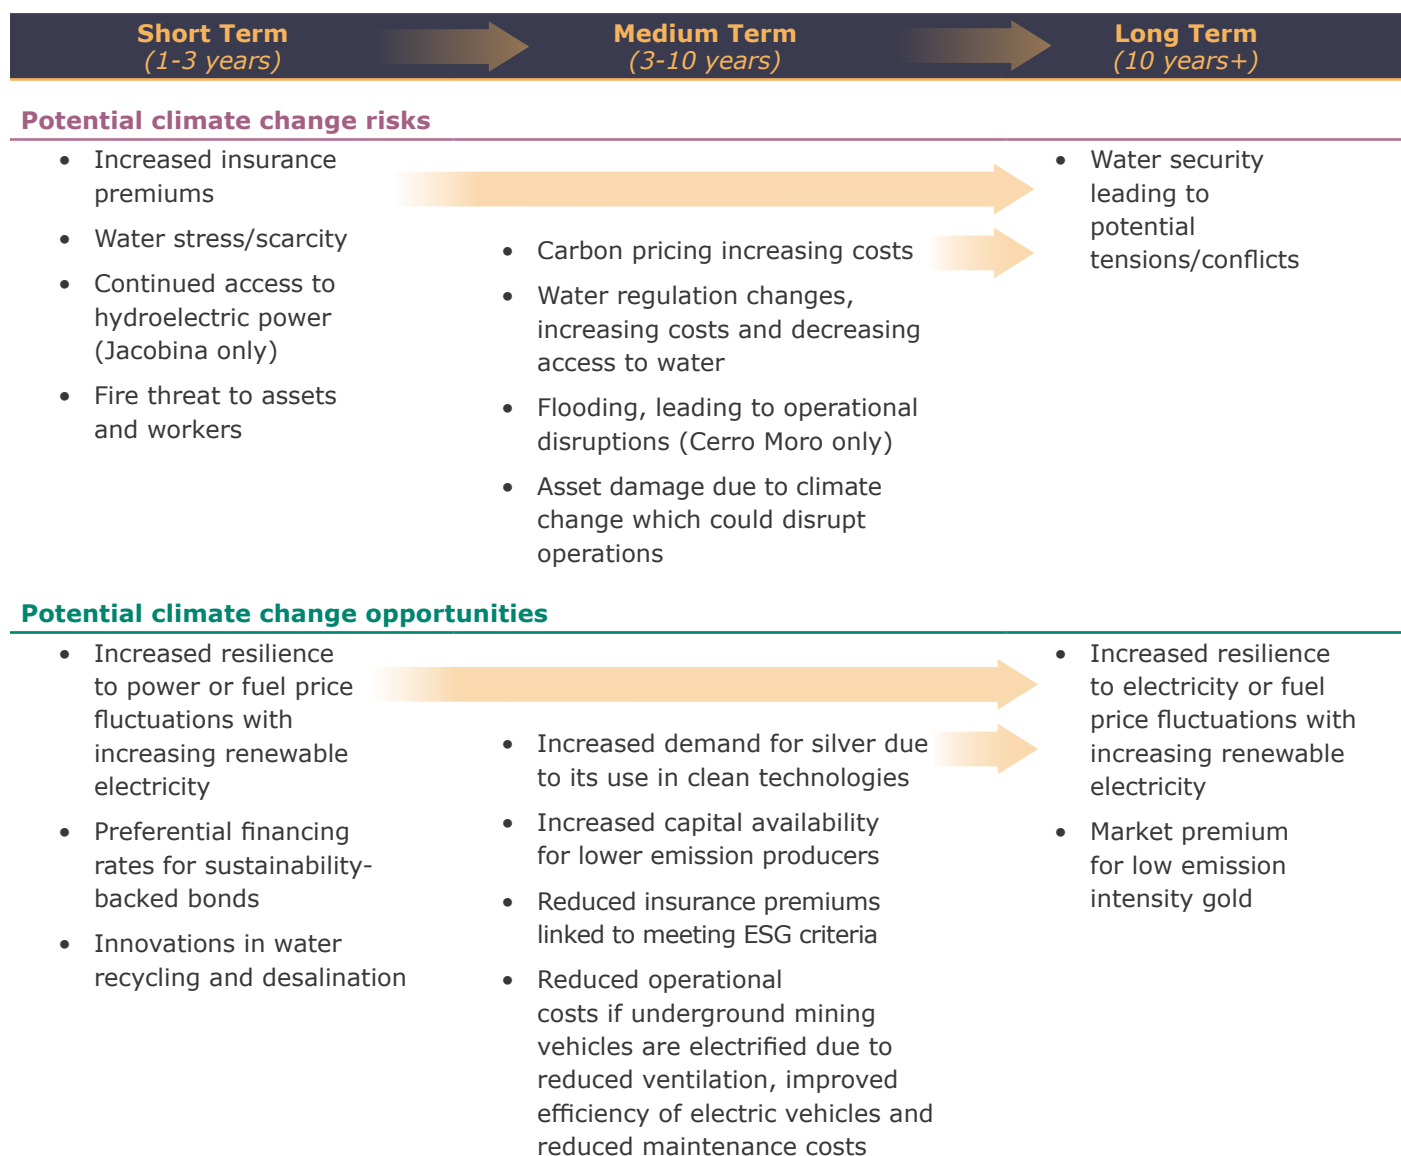 Short Term
(1-3 years)
Medium Term
(3-10 years)
Long Term
(10 years+)
Potential climate change risks
• Increased insurance
premiums
• Water stress/scarcity
• Continued access to
hydroelectric power
(Jacobina only)
• Fire threat to assets
and workers
• Carbon pricing increasing costs
• Water regulation changes,
increasing costs and decreasing
access to water
• Flooding, leading to operational
disruptions (Cerro Moro only)
• Asset damage due to climate
change which could disrupt
operations
• Water security
leading to
potential
tensions/conflicts
Potential climate change opportunities
• Increased resilience
to power or fuel price
fluctuations with
increasing renewable
electricity
• Preferential financing
rates for sustainability-
backed bonds
• Innovations in water
recycling and desalination
• Increased demand for silver due
to its use in clean technologies
• Increased capital availability
for lower emission producers
• Reduced insurance premiums
linked to meeting ESG criteria
• Reduced operational
costs if underground mining
vehicles are electrified due to
reduced ventilation, improved
efficiency of electric vehicles and
reduced maintenance costs
• Increased resilience
to electricity or fuel
price fluctuations with
increasing renewable
electricity
• Market premium
for low emission
intensity gold